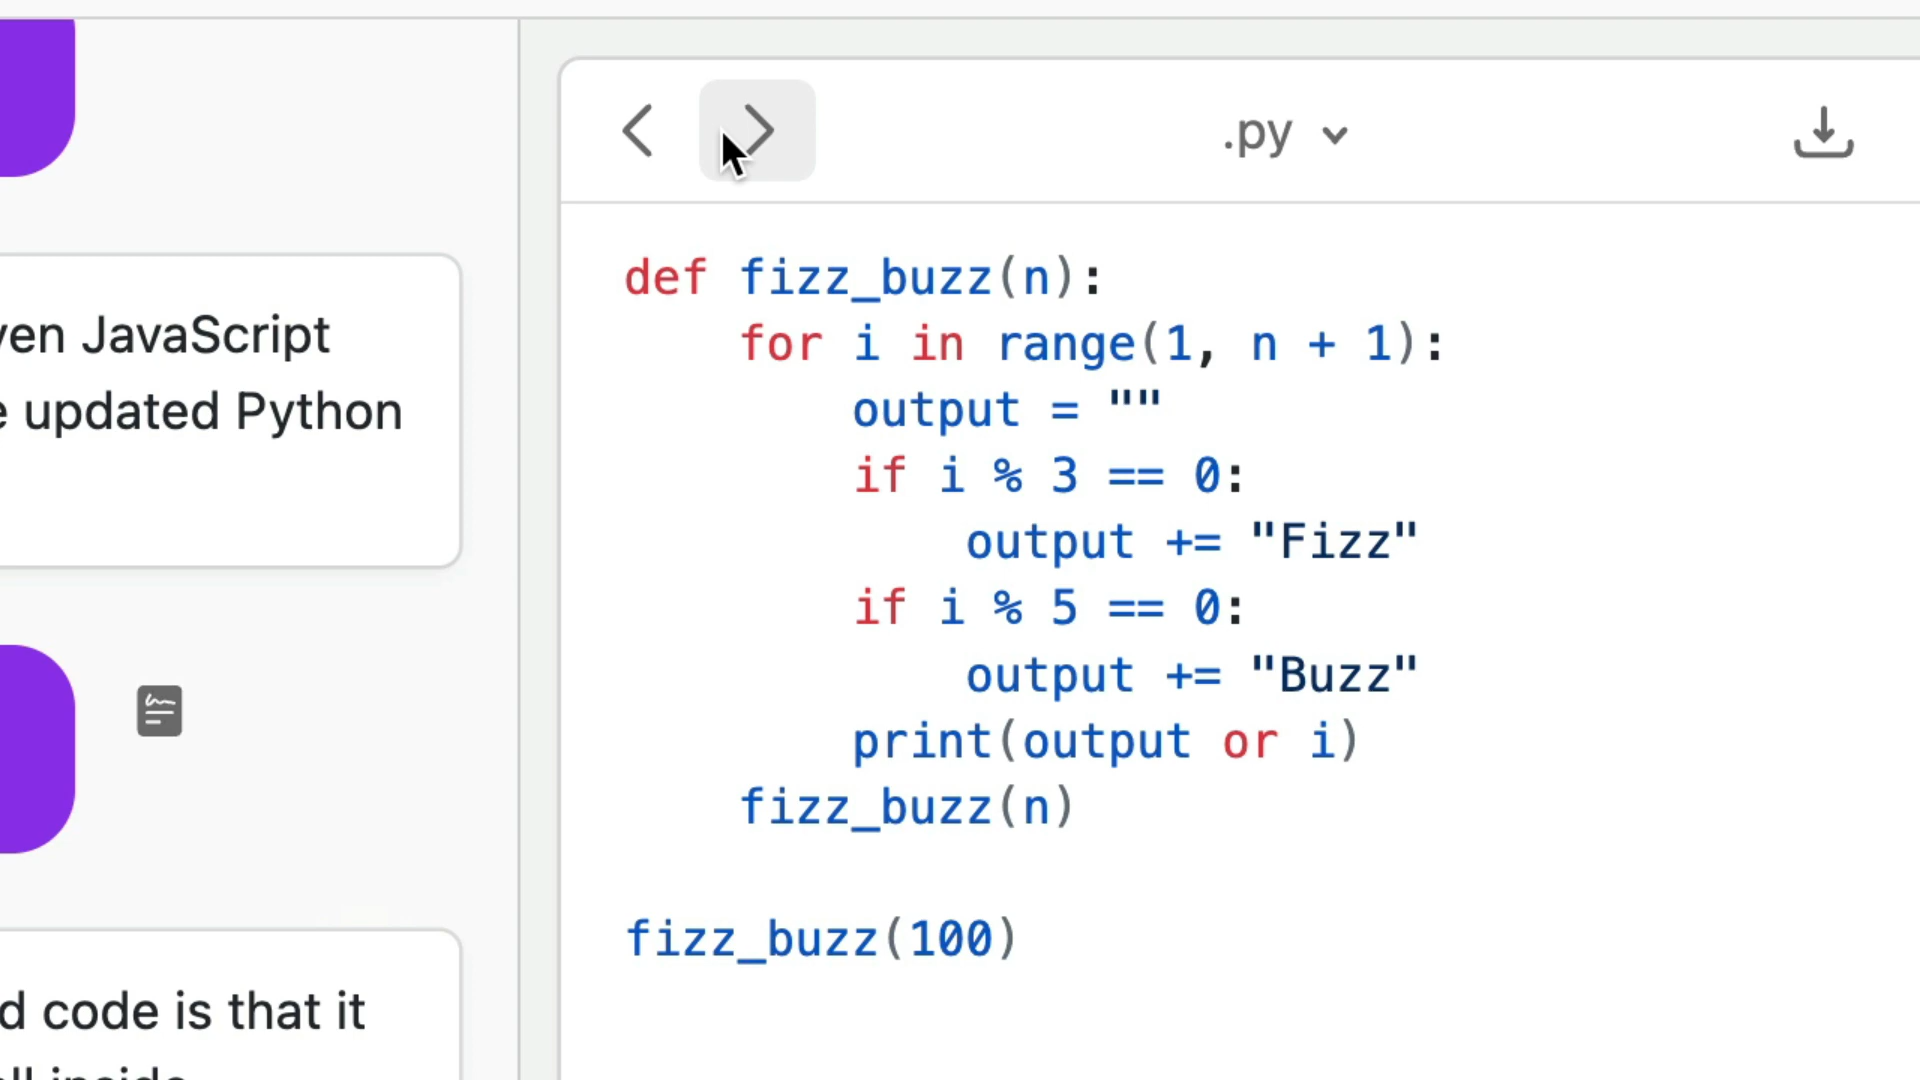 .py
ven JavaScript
updated Python
code is that it
def fizz_buzz(n):
    for i in range(1, n + 1):
        output = ""
        if i % 3 == 0:
            output += "Fizz"
        if i % 5 == 0:
            output += "Buzz"
        print(output or i)
    fizz_buzz(n)
fizz_buzz(100)